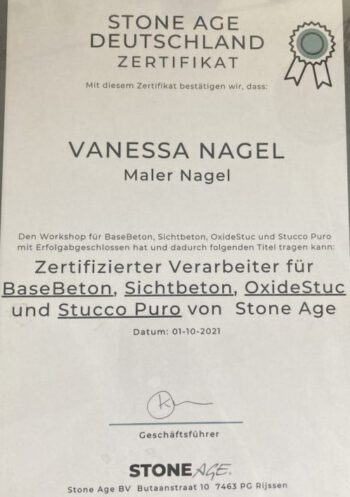 STONE AGE
DEUTSCHLAND
ZERTIFIKAT
Mit diesem Zertifikat bestätigen wir, dass:
VANESSA NAGEL
Maler Nagel
Den Workshop für BaseBeton, Sichtbeton, OxideStuc und Stucco Puro
mit Erfolgabgeschlossen hat und dadurch folgenden Titel tragen kann:
Zertifizierter Verarbeiter für
BaseBeton, Sichtbeton, OxideStuc
und Stucco Puro von Stone Age
Datum: 01-10-2021
Geschäftsführer
STONE AGE.
Stone Age BV Butaanstraat 10 7463 PG Rijssen